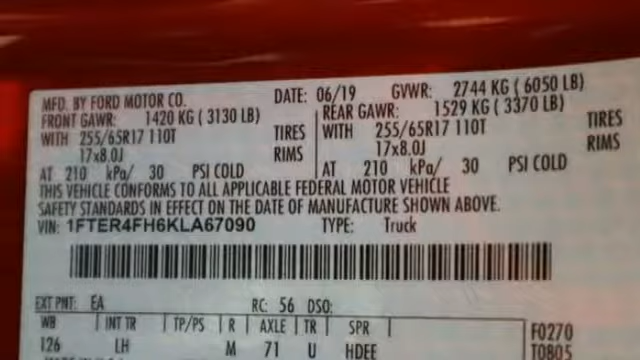 MFD. BY FORD MOTOR CO. DATE: 06/19 GVWR: 2744 KG ( 6050 LB)
FRONT GAWR: 1420 KG ( 3130 LB) REAR GAWR: 1529 KG ( 3370 LB)
WITH 255/65R17 110T TIRES WITH 255/65R17 110T TIRES
17x8.0J RIMS 17x8.0J RIMS
AT 210 kPa/ 30 PSI COLD AT 210 kPa/ 30 PSI COLD
THIS VEHICLE CONFORMS TO ALL APPLICABLE FEDERAL MOTOR VEHICLE
SAFETY STANDARDS IN EFFECT ON THE DATE OF MANUFACTURE SHOWN ABOVE.
VIN: 1FTER4FH6KLA67090 TYPE: Truck
EXT PNT: EA RC: 56 DSO:
WB INT TR TP/PS R AXLE TR SPR F0270
126 LH M 71 U HDEE T0805